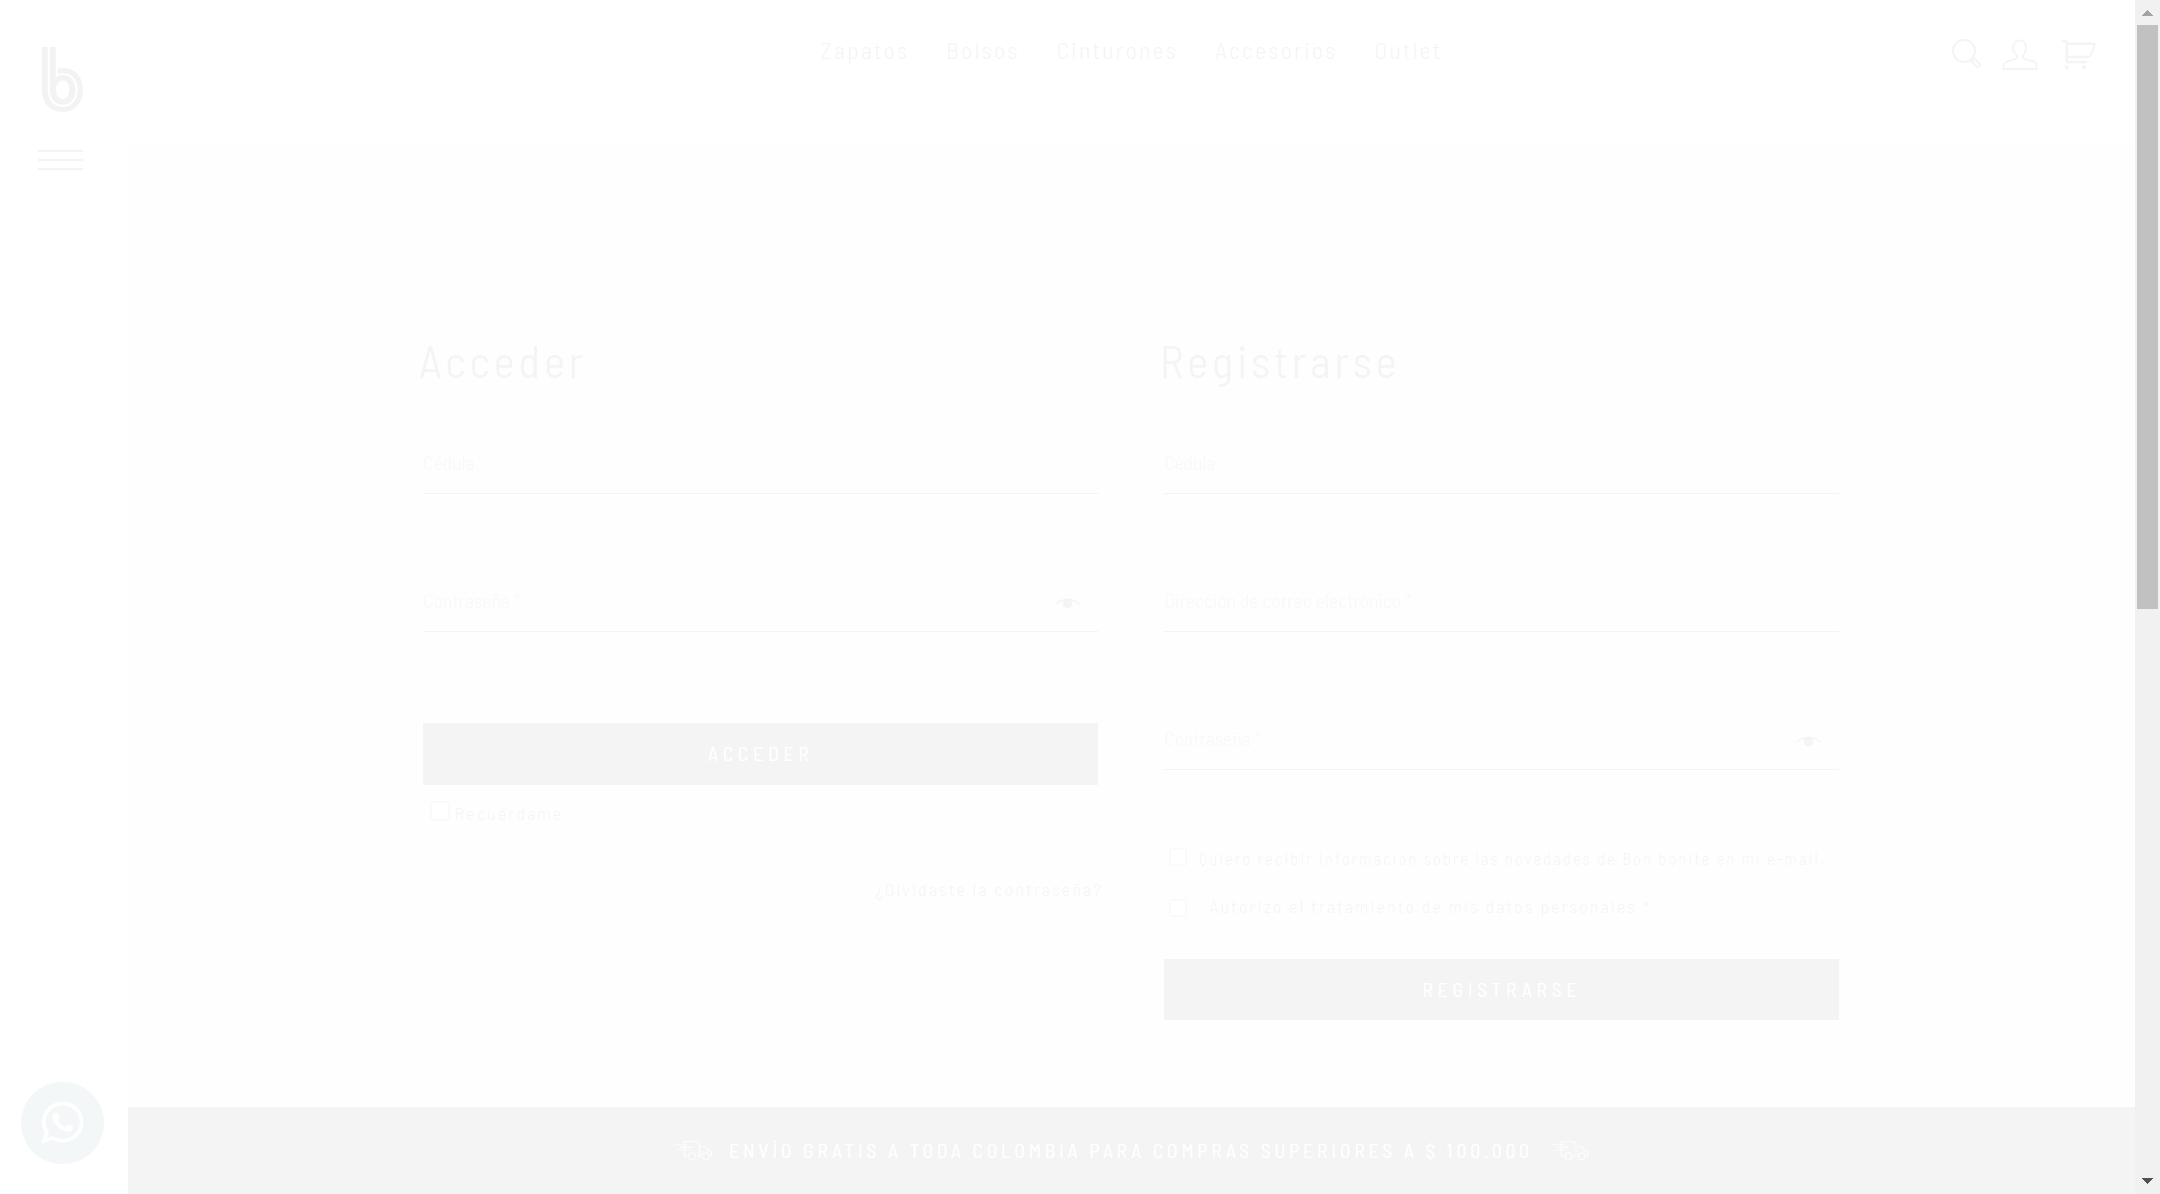 b
Zapatos Bolsos Cinturones Accesorios Outlet
Acceder
Cédula
Contraseña *
ACCEDER
Recuérdame
¿Olvidaste la contraseña?
Registrarse
Cédula
Dirección de correo electrónico *
Contraseña *
Quiero recibir información sobre las novedades de Bon bonite en mi e-mail.
Autorizo el tratamiento de mis datos personales *
REGISTRARSE
ENVÍO GRATIS A TODA COLOMBIA PARA COMPRAS SUPERIORES A $ 100.000